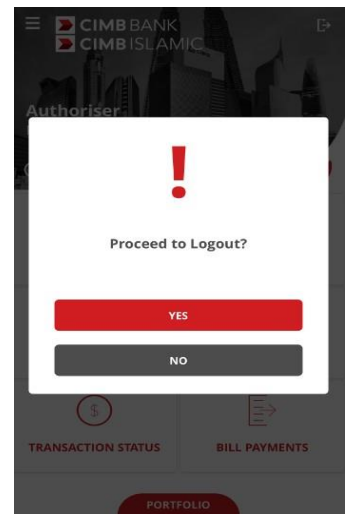 CIMB BANK
CIMB ISLAMIC
Authoriser
!
Proceed to Logout?
YES
NO
TRANSACTION STATUS
BILL PAYMENTS
PORTFOLIO